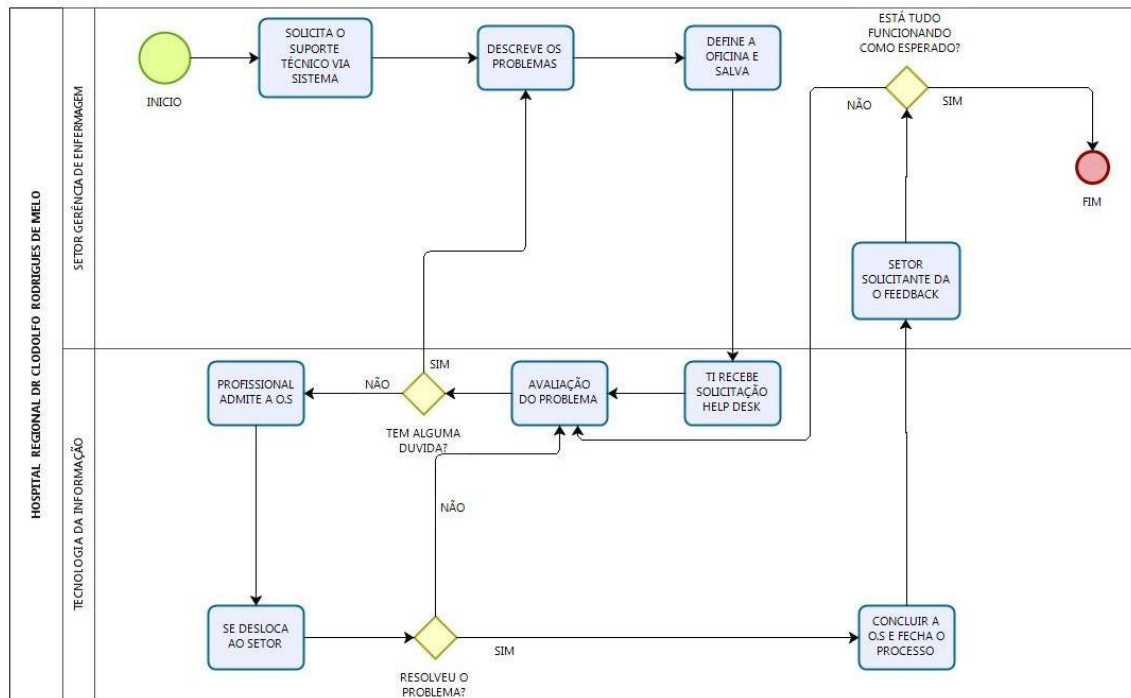 HOSPITAL REGIONAL DR CLODOLFO RODRIGUES DE MELO
SETOR GERÊNCIA DE ENFERMAGEM
INICIO
SOLICITA O
SUPORTE
TÉCNICO VIA
SISTEMA
DESCREVE OS
PROBLEMAS
DEFINE A
OFICINA E
SALVA
ESTÁ TUDO
FUNCIONANDO
COMO ESPERADO?
NÃO
SIM
FIM
SETOR
SOLICITANTE DA
O FEEDBACK
TECNOLOGIA DA INFORMAÇÃO
PROFISSIONAL
ADMITE A O.S
NÃO
SIM
TEM ALGUMA
DUVIDA?
AVALIAÇÃO
DO PROBLEMA
TI RECEBE
SOLICITAÇÃO
HELP DESK
NÃO
SE DESLOCA
AO SETOR
SIM
RESOLVEU O
PROBLEMA?
CONCLUIR A
O.S E FECHA O
PROCESSO